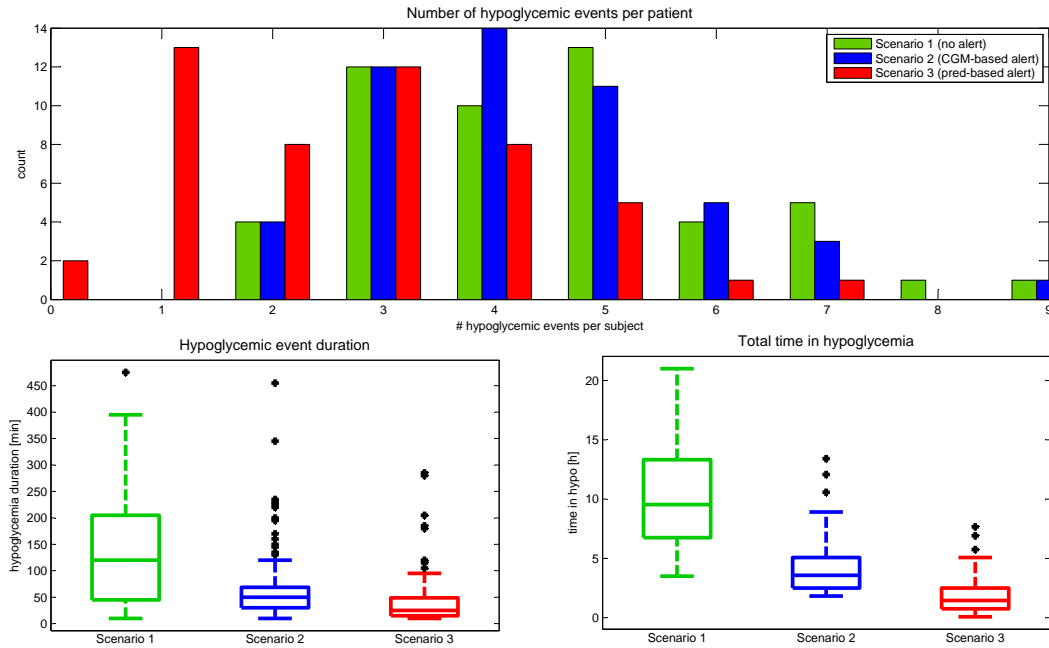 Number of hypoglycemic events per patient
14
12
10
8
6
4
2
0
count
Scenario 1 (no alert)
Scenario 2 (CGM-based alert)
Scenario 3 (pred-based alert)
0 1 2 3 4 5 6 7 8 9
# hypoglycemic events per subject
Hypoglycemic event duration
450
400
350
300
250
200
150
100
50
0
hypoglycemia duration [min]
Scenario 1 Scenario 2 Scenario 3
Total time in hypoglycemia
20
15
10
5
0
time in hypo [h]
Scenario 1 Scenario 2 Scenario 3